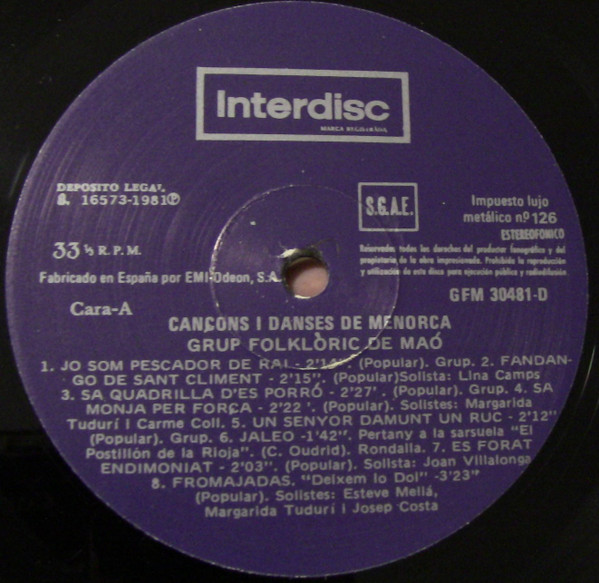 Interdisc
MARCA REGISTRADA
DEPOSITO LEGAL,
B. 16573-1981 Ⓟ
S.G.A.E.
Impuesto lujo
metálico nº 126
ESTEREOFONICO
Reservados todos los derechos del productor fonográfico y del
propietario de la obra impresionada. Prohibida la reproducción
y utilización de este disco para ejecución pública y radiodifusión
33⅓ R.P.M.
Fabricado en España por EMI-Odeon, S.A.
GFM 30481-D
Cara-A
CANÇONS I DANSES DE MENORCA
GRUP FOLKLÒRIC DE MAÓ
1. JO SOM PESCADOR DE RAI - 2'14". (Popular). Grup. 2. FANDAN-
GO DE SANT CLIMENT - 2'15". (Popular)Solista: Lina Camps
3. SA QUADRILLA D'ES PORRÓ - 2'27'. (Popular). Grup. 4. SA
MONJA PER FORÇA - 2'22'. (Popular). Solistes: Margarida
Tudurí i Carme Coll. 5. UN SENYOR DAMUNT UN RUC - 2'12"
(Popular). Grup. 6. JALEO -1'42". Pertany a la sarsuela "El
Postillón de la Rioja". (C. Oudrid). Rondalla. 7. ES FORAT
ENDIMONIAT - 2'03". (Popular). Solista: Joan Villalonga
8. FROMAJADAS. "Deixem lo Dol" -3'23"
(Popular). Solistes: Esteve Meliá,
Margarida Tudurí i Josep Costa